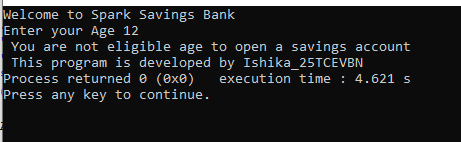 Welcome to Spark Savings Bank
Enter your Age 12
You are not eligible age to open a savings account
This program is developed by Ishika_25TCEVBN
Process returned 0 (0x0)   execution time : 4.621 s
Press any key to continue.